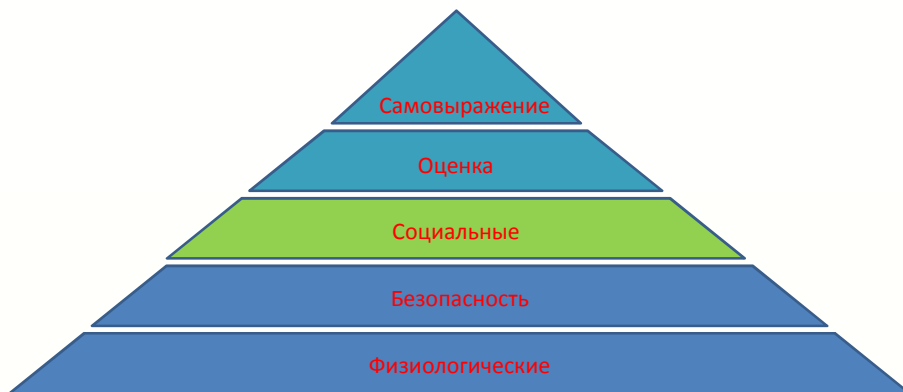 Самовыражение
Оценка
Социальные
Безопасность
Физиологические